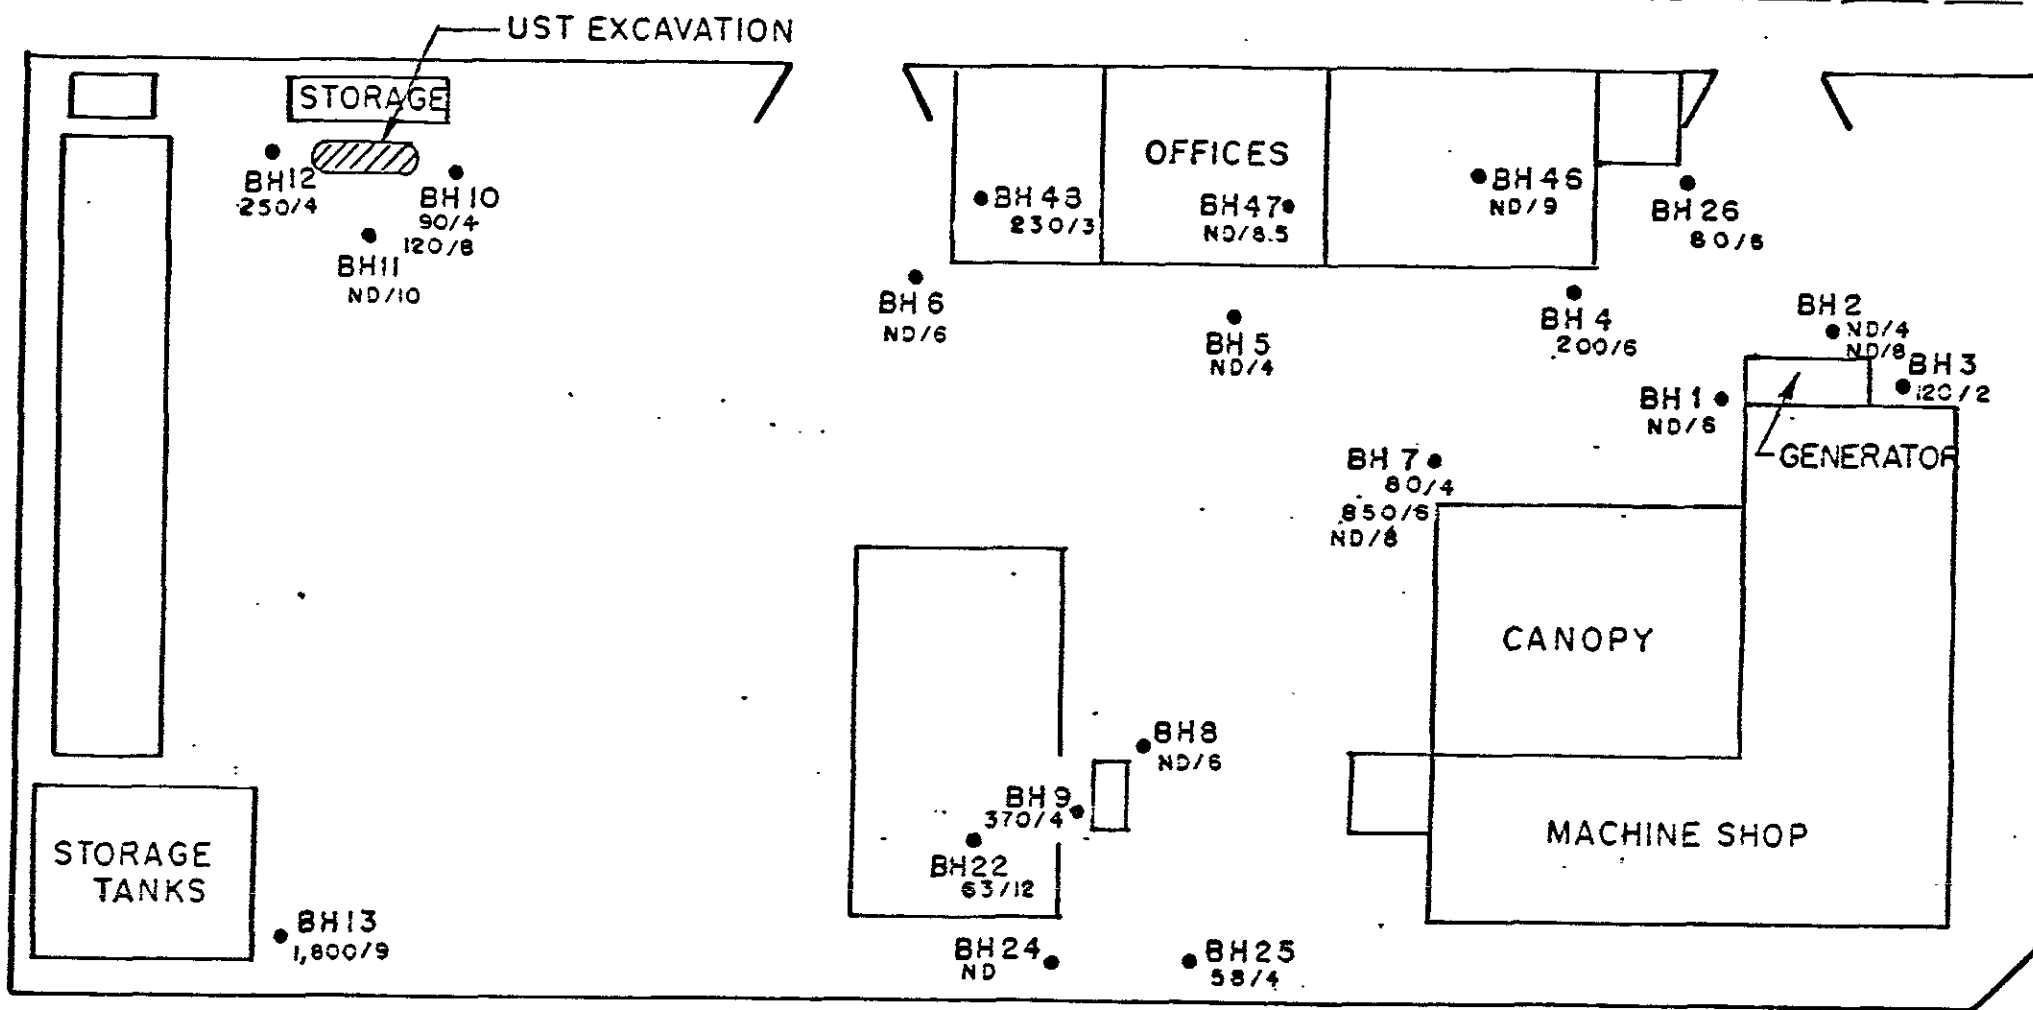 UST EXCAVATION
STORAGE
BH12
250/4
BH10
90/4
120/8
BH11
ND/10
OFFICES
BH48
230/3
BH47
ND/8.5
BH46
ND/9
BH26
80/6
BH6
ND/6
BH5
ND/4
BH4
200/6
BH2
ND/4
ND/8
BH3
120/2
BH1
ND/6
GENERATOR
BH7
80/4
850/6
ND/8
CANOPY
BH8
ND/6
BH9
370/4
BH22
63/12
MACHINE SHOP
STORAGE
TANKS
BH13
1,800/9
BH24
ND
BH25
58/4